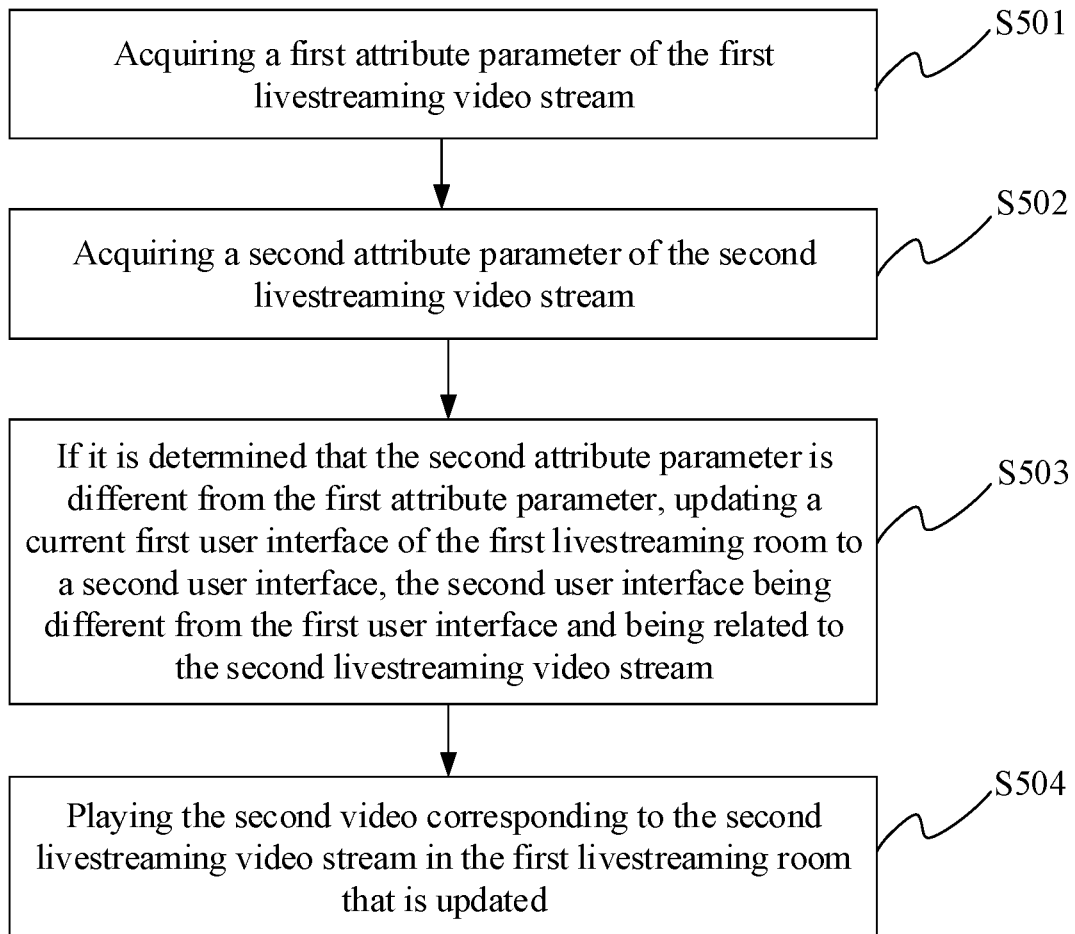 Acquiring a first attribute parameter of the first
livestreaming video stream
S501
Acquiring a second attribute parameter of the second
livestreaming video stream
S502
If it is determined that the second attribute parameter is
different from the first attribute parameter, updating a
current first user interface of the first livestreaming room to
a second user interface, the second user interface being
different from the first user interface and being related to
the second livestreaming video stream
S503
Playing the second video corresponding to the second
livestreaming video stream in the first livestreaming room
that is updated
S504